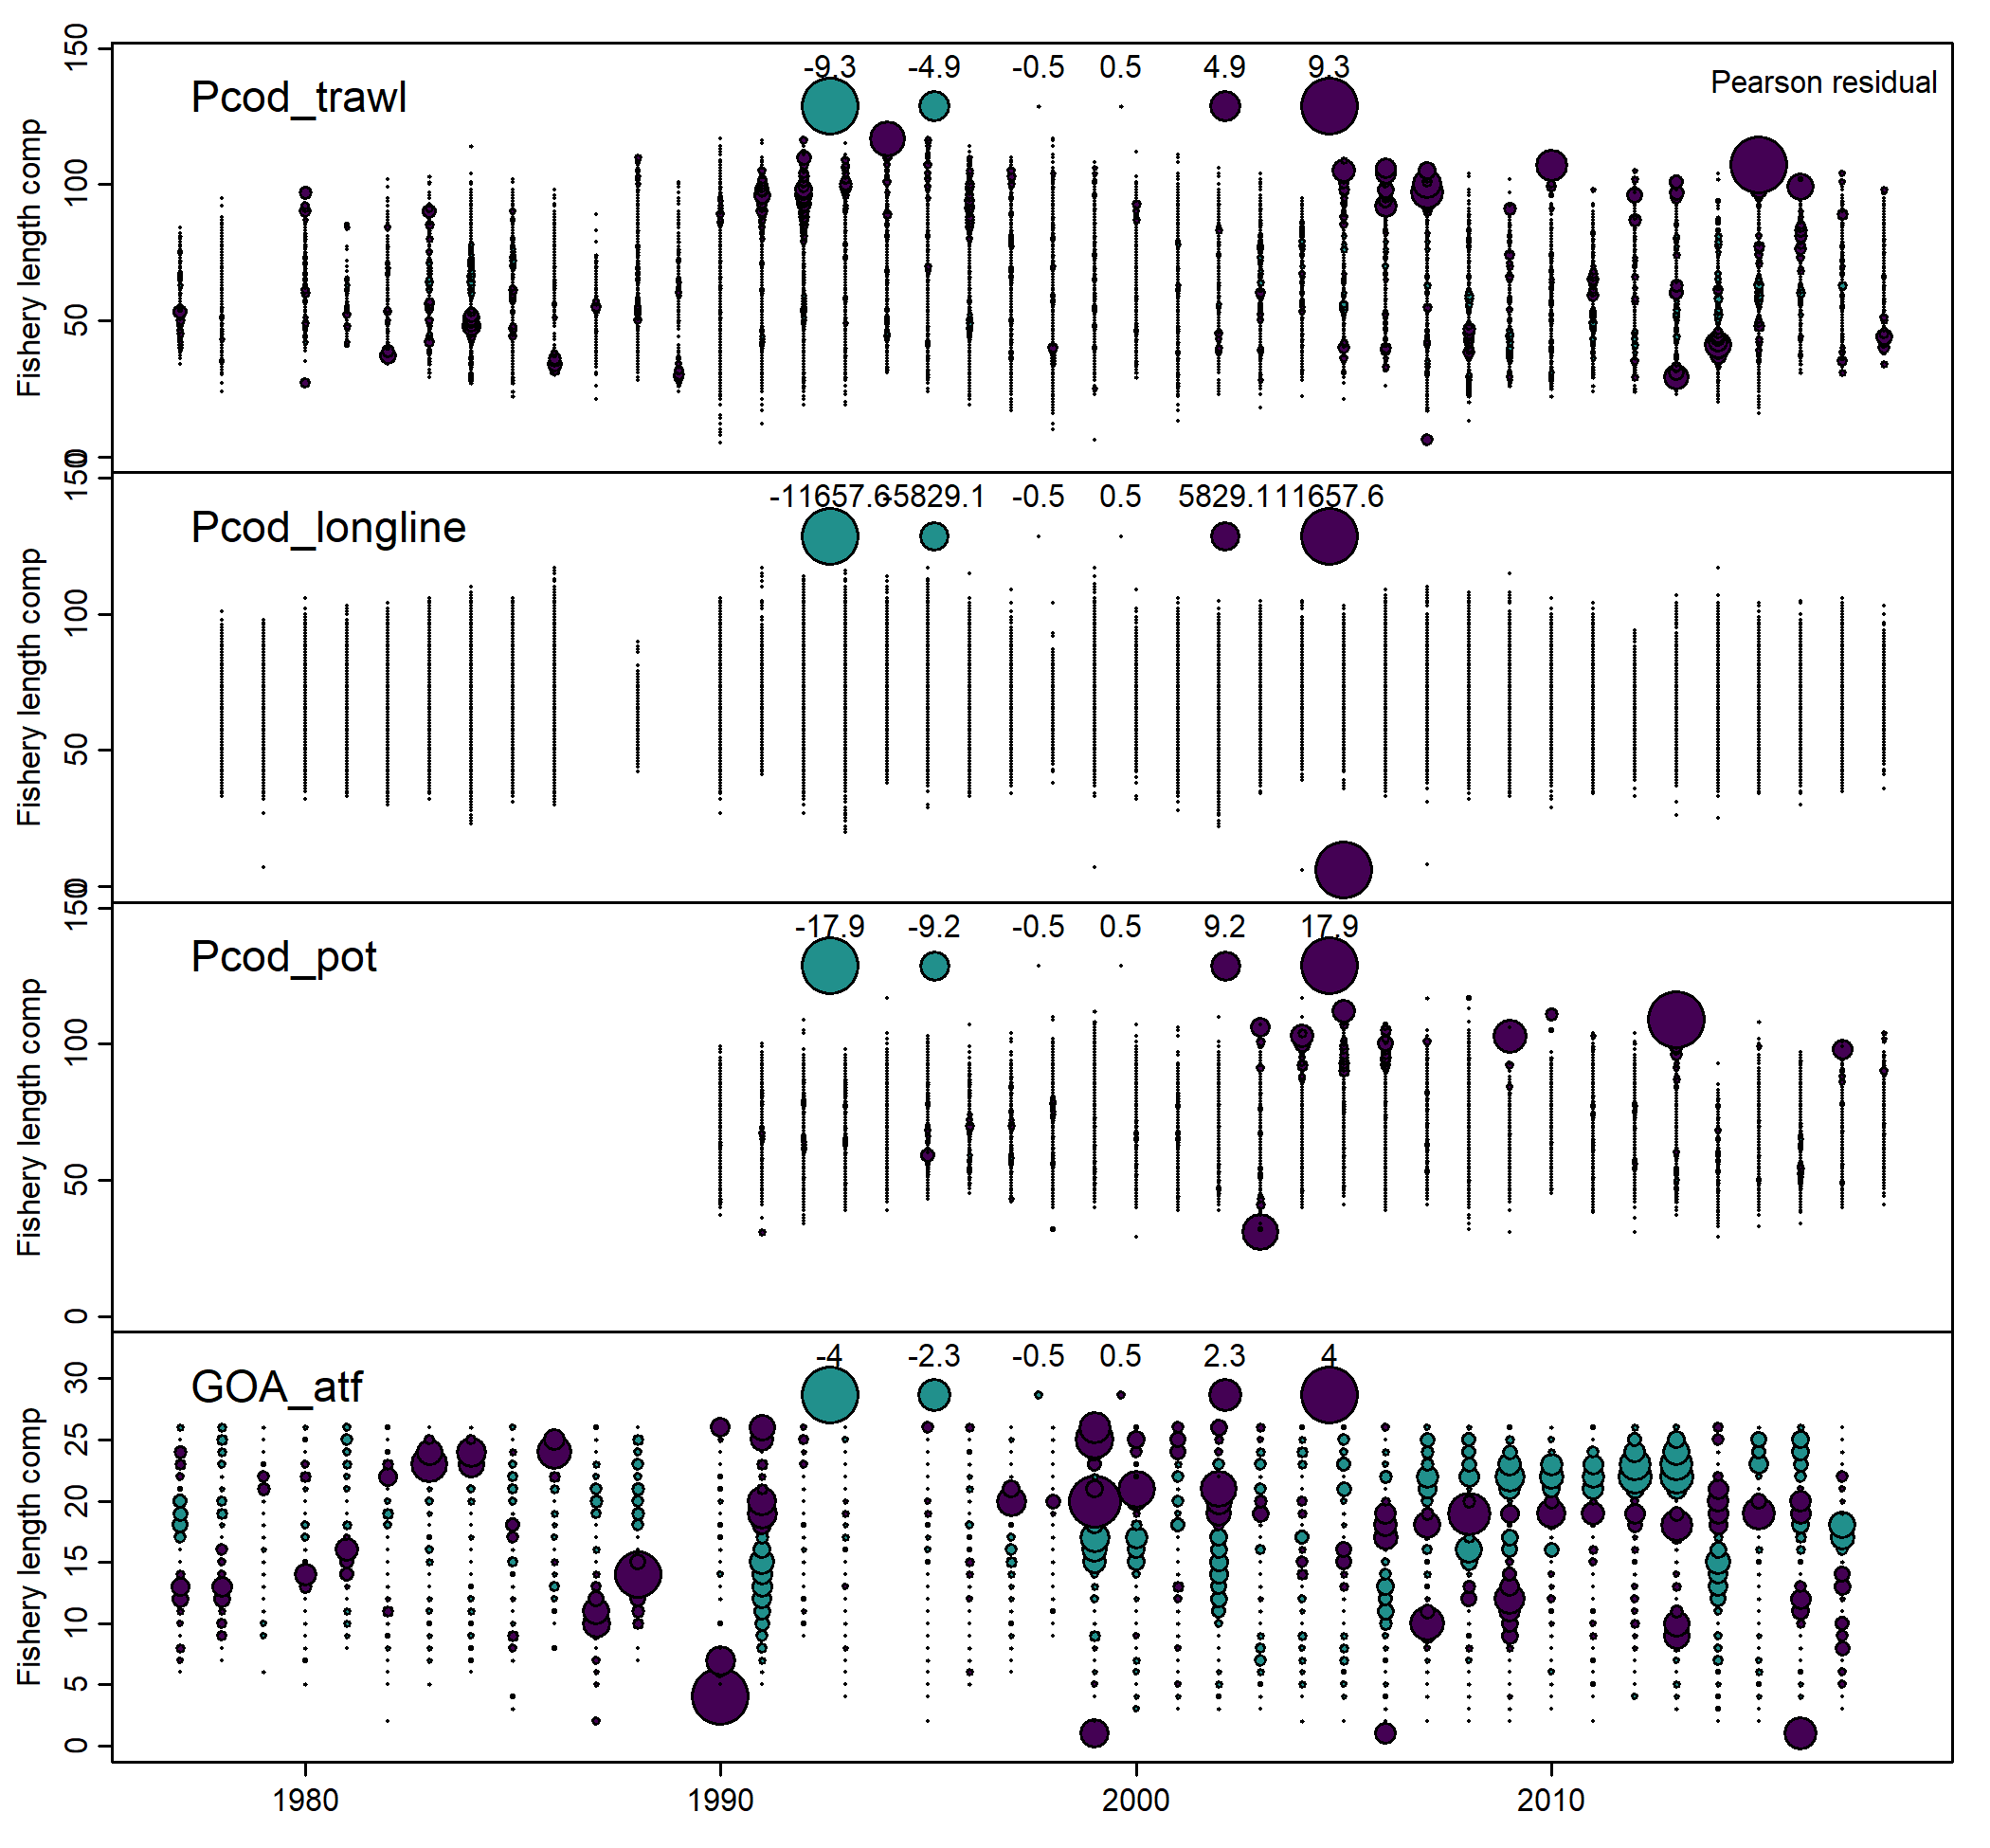 -9.3 -4.9 -0.5 0.5 4.9 9.3
Pcod_trawl
Pearson residual
Fishery length comp
150
100
50
0
-11657.6 -5829.1 -0.5 0.5 5829.1 11657.6
Pcod_longline
Fishery length comp
150
100
50
0
-17.9 -9.2 -0.5 0.5 9.2 17.9
Pcod_pot
Fishery length comp
150
100
50
0
-4 -2.3 -0.5 0.5 2.3 4
GOA_atf
Fishery length comp
30
25
20
15
10
5
0
1980 1990 2000 2010